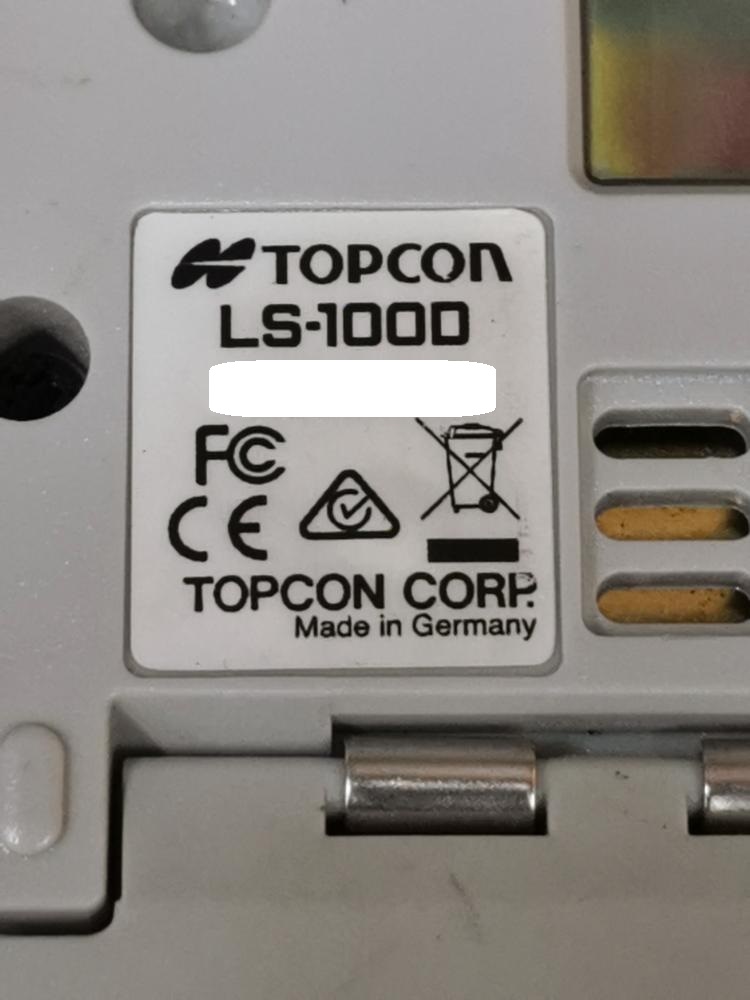 TOPCON
LS-100D
FC
CE
TOPCON CORP.
Made in Germany